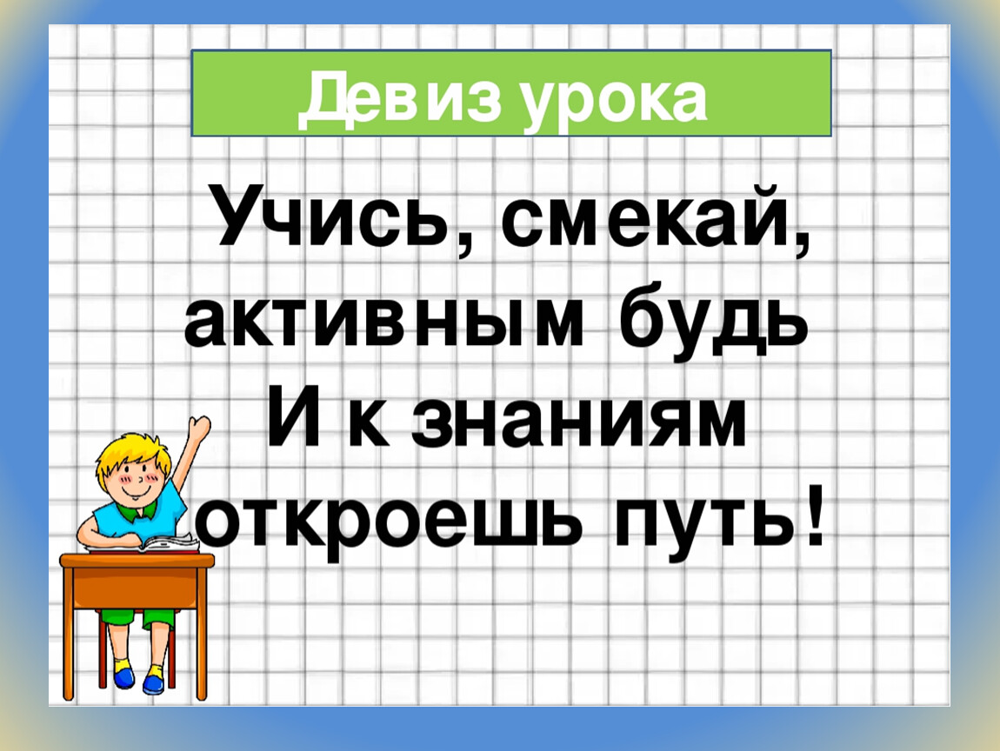 Девиз урока
Учись, смекай,
активным будь
И к знаниям
откроешь путь!